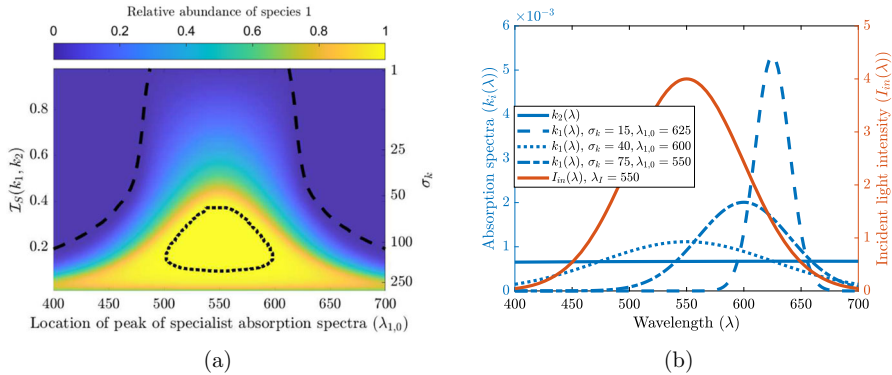 Relative abundance of species 1
0 0.2 0.4 0.6 0.8 1
0.8
0.6
0.4
0.2
I_S(k_1, k_2)
1
25
50
100
250
σ_k
400 450 500 550 600 650 700
Location of peak of specialist absorption spectra (λ_{1,0})
(a)
×10^{-3}
6
5
4
3
2
1
0
Absorption spectra (k_i(λ))
k_2(λ)
k_1(λ), σ_k = 15, λ_{1,0} = 625
k_1(λ), σ_k = 40, λ_{1,0} = 600
k_1(λ), σ_k = 75, λ_{1,0} = 550
I_{in}(λ), λ_I = 550
5
4
3
2
1
0
Incident light intensity (I_{in}(λ))
400 450 500 550 600 650 700
Wavelength (λ)
(b)